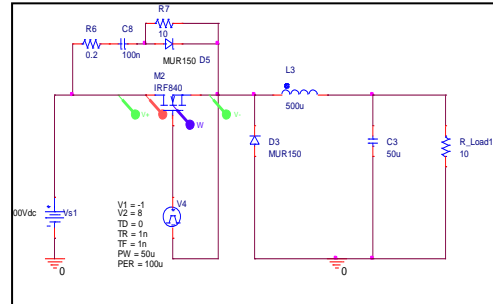 R7
R6
C8
10
0.2
100n
MUR150 D5
M2
IRF840
L3
500u
V+
V-
W
D3
MUR150
C3
50u
R_Load1
10
00Vdc
Vs1
V4
V1 = -1
V2 = 8
TD = 0
TR = 1n
TF = 1n
PW = 50u
PER = 100u
0
0